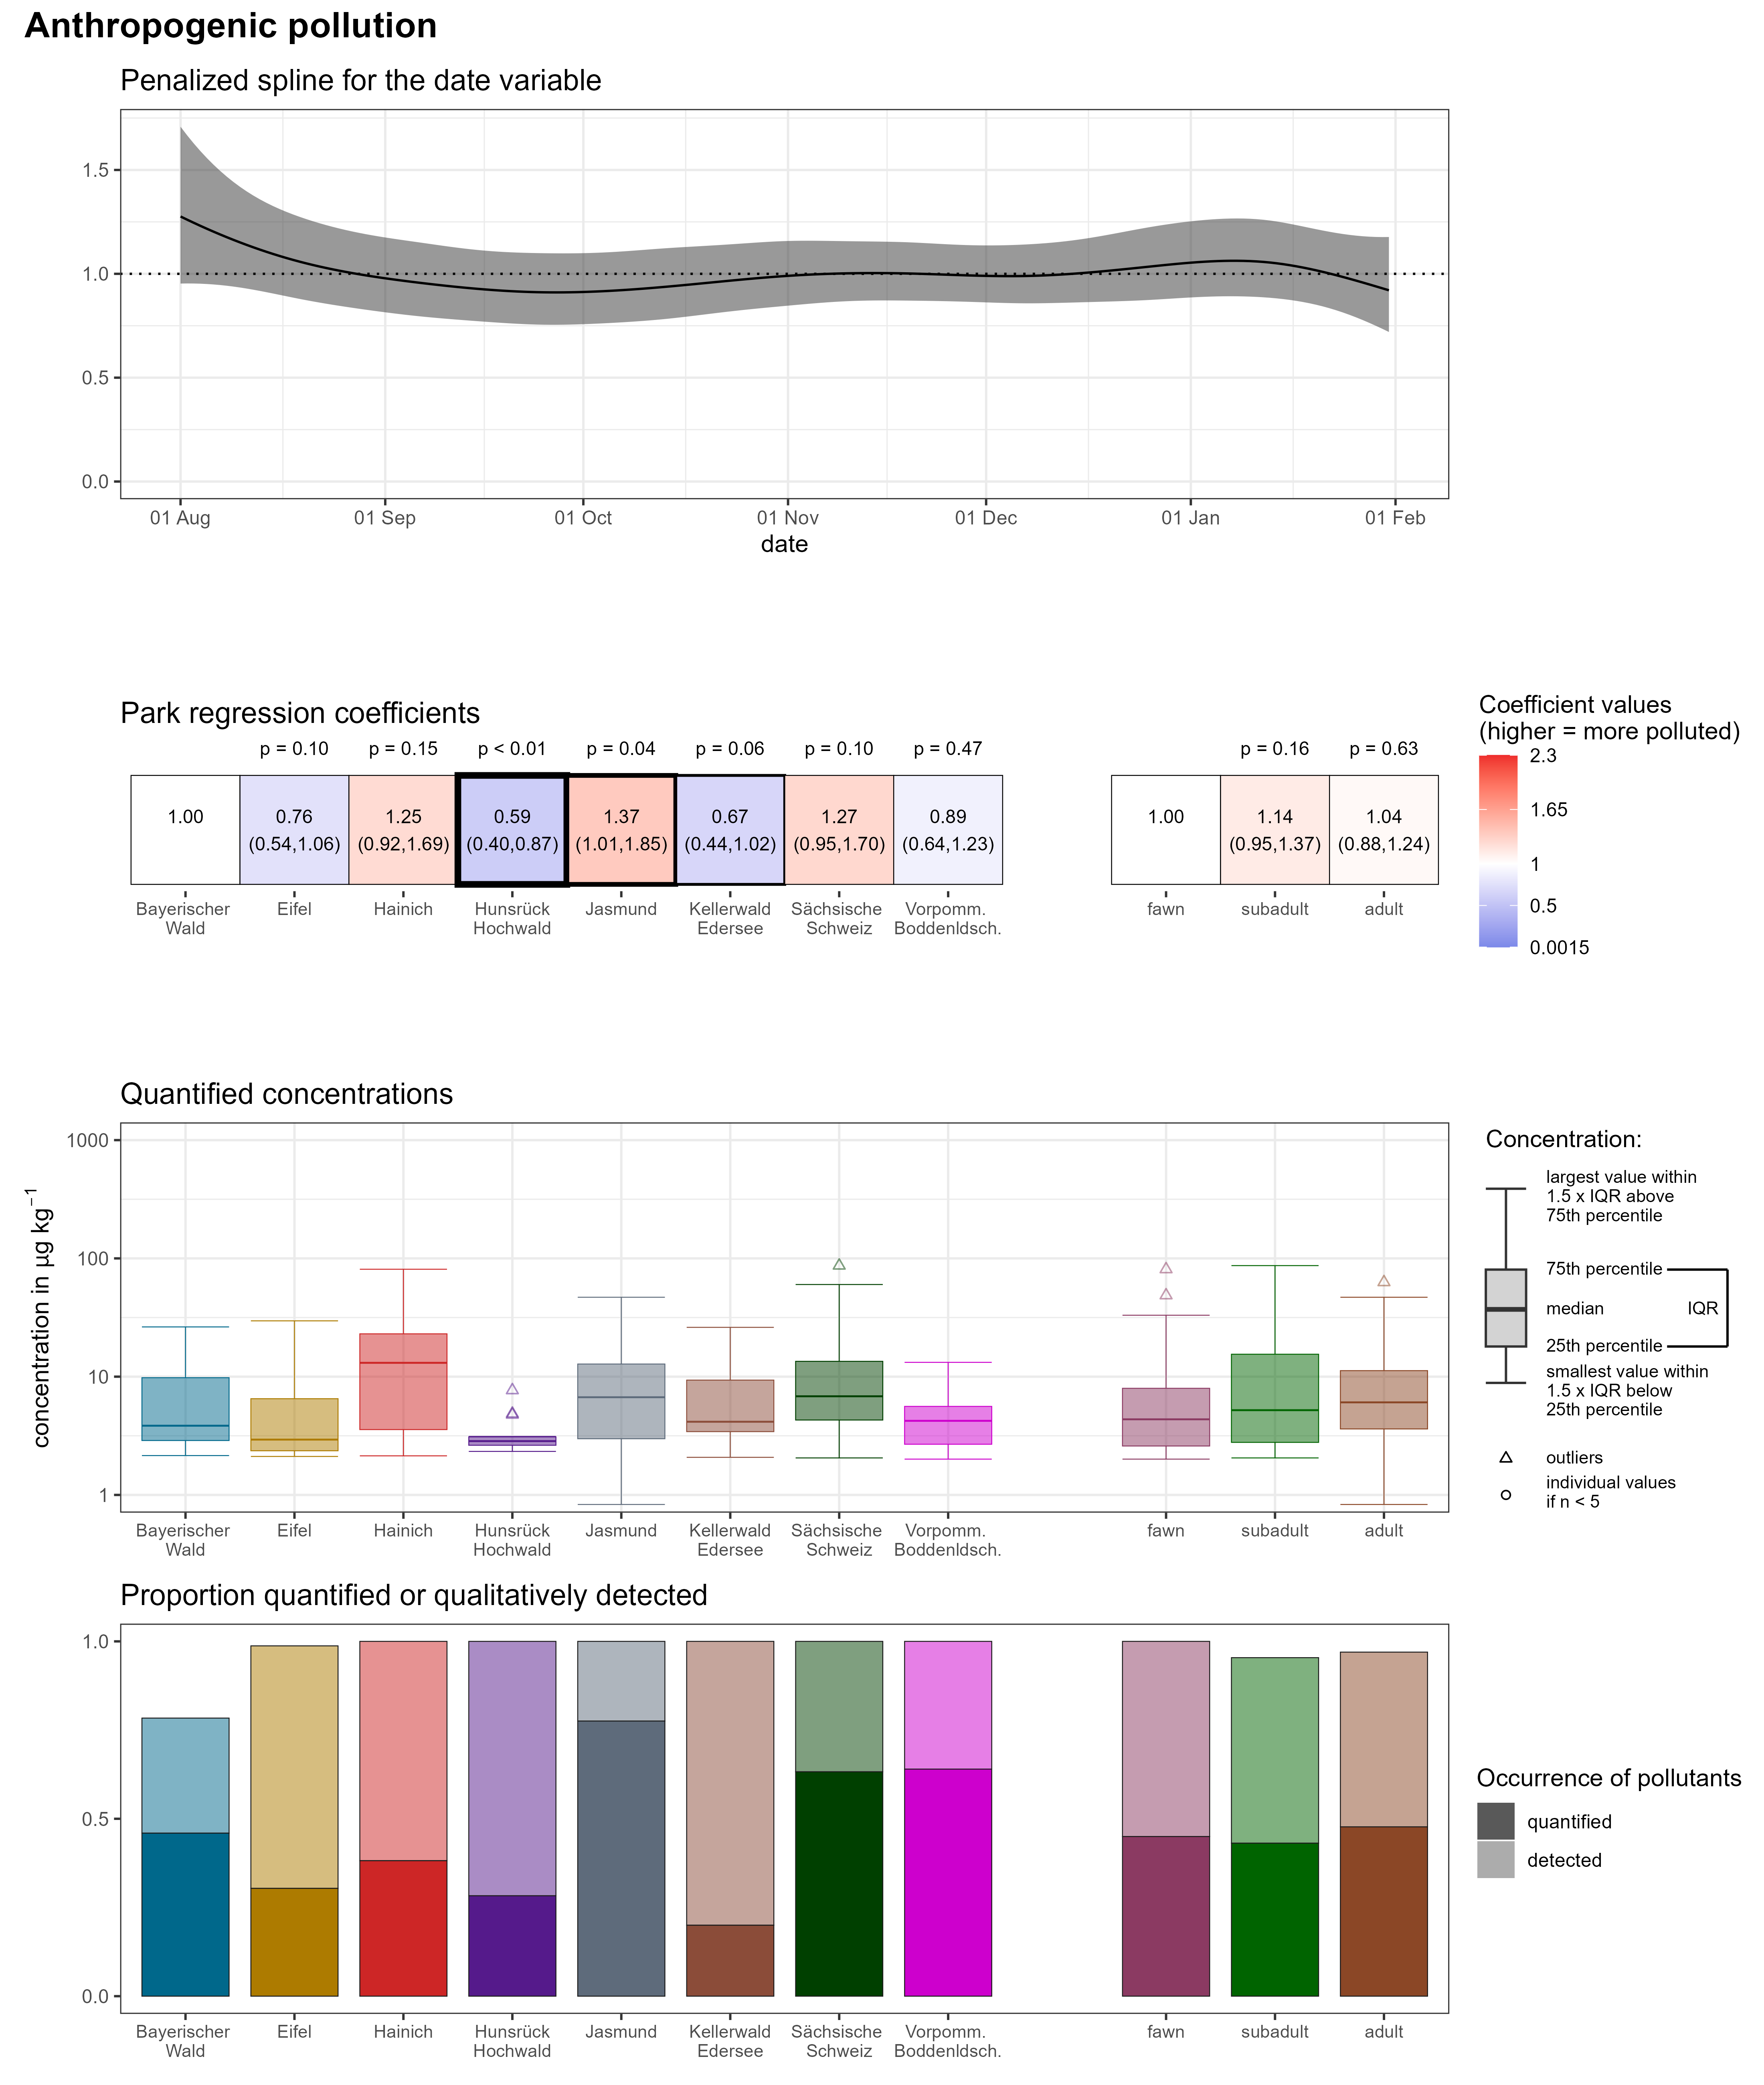 Anthropogenic pollution
Penalized spline for the date variable
1.5
1.0
0.5
0.0
01 Aug 01 Sep 01 Oct 01 Nov 01 Dec 01 Jan 01 Feb
date
Park regression coefficients
p = 0.10 p = 0.15 p < 0.01 p = 0.04 p = 0.06 p = 0.10 p = 0.47 p = 0.16 p = 0.63
1.00 0.76 1.25 0.59 1.37 0.67 1.27 0.89 1.00 1.14 1.04
(0.54,1.06) (0.92,1.69) (0.40,0.87) (1.01,1.85) (0.44,1.02) (0.95,1.70) (0.64,1.23) (0.95,1.37) (0.88,1.24)
Bayerischer Eifel Hainich Hunsrück Jasmund Kellerwald Sächsische Vorpomm. fawn subadult adult
Wald Hochwald Edersee Schweiz Boddenldsch.
Coefficient values
(higher = more polluted)
2.3
1.65
1
0.5
0.0015
Quantified concentrations
concentration in µg kg⁻¹
1000
100
10
1
Bayerischer Eifel Hainich Hunsrück Jasmund Kellerwald Sächsische Vorpomm. fawn subadult adult
Wald Hochwald Edersee Schweiz Boddenldsch.
Concentration:
largest value within
1.5 x IQR above
75th percentile
75th percentile
median IQR
25th percentile
smallest value within
1.5 x IQR below
25th percentile
outliers
individual values
if n < 5
Proportion quantified or qualitatively detected
1.0
0.5
0.0
Bayerischer Eifel Hainich Hunsrück Jasmund Kellerwald Sächsische Vorpomm. fawn subadult adult
Wald Hochwald Edersee Schweiz Boddenldsch.
Occurrence of pollutants
quantified
detected